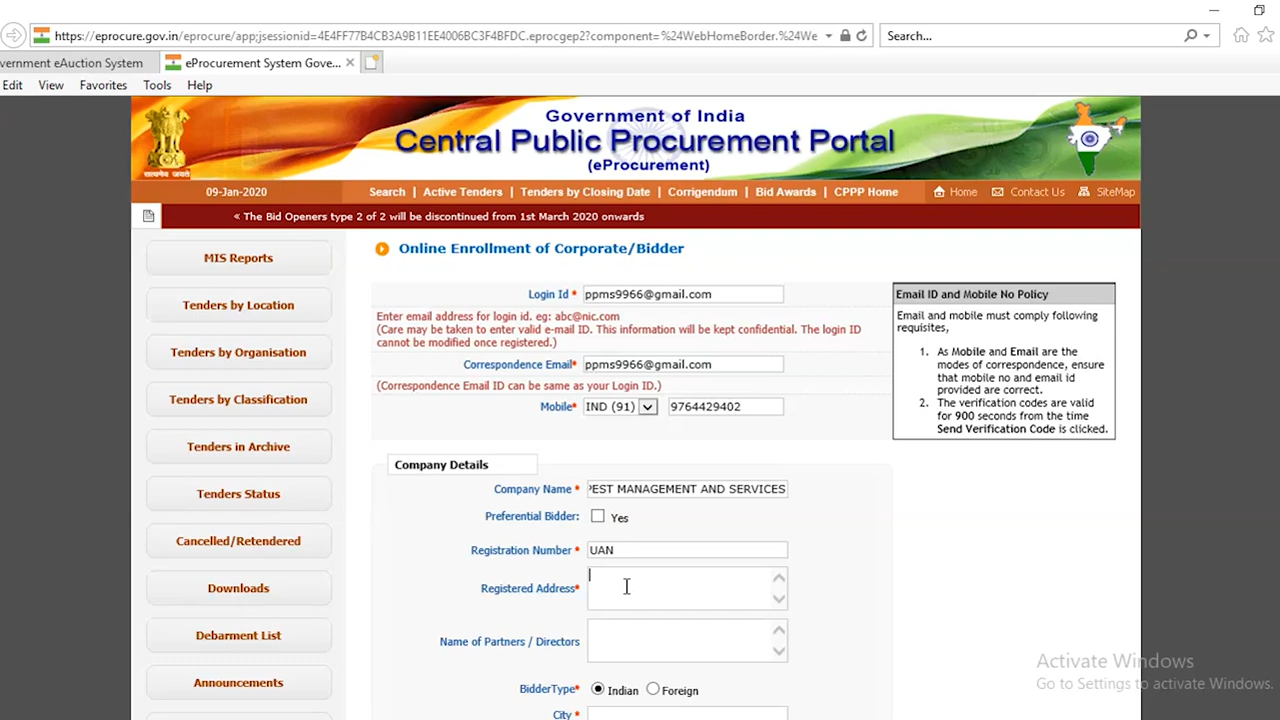 https://eprocure.gov.in/eprocure/app;jsessionid=4E4FF77B4CB3A9B11EE4006BC3F4BFDC.eprocgep2?component=%24WebHomeBorder.%24We
Search...
vernment eAuction System
eProcurement System Gove...
Edit View Favorites Tools Help
Government of India
Central Public Procurement Portal
(eProcurement)
सत्यमेव जयते
09-Jan-2020
Search | Active Tenders | Tenders by Closing Date | Corrigendum | Bid Awards | CPPP Home
Home Contact Us SiteMap
« The Bid Openers type 2 of 2 will be discontinued from 1st March 2020 onwards
MIS Reports
Tenders by Location
Tenders by Organisation
Tenders by Classification
Tenders in Archive
Tenders Status
Cancelled/Retendered
Downloads
Debarment List
Announcements
Online Enrollment of Corporate/Bidder
Login Id * ppms9966@gmail.com
Enter email address for login id. eg: abc@nic.com
(Care may be taken to enter valid e-mail ID. This information will be kept confidential. The login ID
cannot be modified once registered.)
Correspondence Email* ppms9966@gmail.com
(Correspondence Email ID can be same as your Login ID.)
Mobile* IND (91) 9764429402
Company Details
Company Name * PEST MANAGEMENT AND SERVICES
Preferential Bidder: Yes
Registration Number * UAN
Registered Address*
Name of Partners / Directors
BidderType* Indian Foreign
City *
Email ID and Mobile No Policy
Email and mobile must comply following
requisites,
1. As Mobile and Email are the
modes of correspondence, ensure
that mobile no and email id
provided are correct.
2. The verification codes are valid
for 900 seconds from the time
Send Verification Code is clicked.
Activate Windows
Go to Settings to activate Windows.